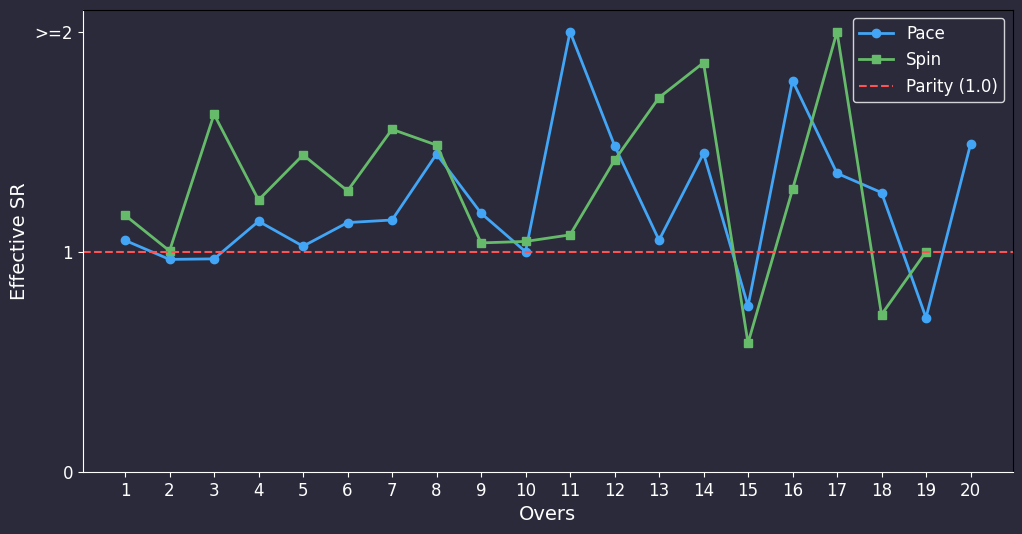 >=2
1
0
Effective SR
Pace
Spin
Parity (1.0)
1 2 3 4 5 6 7 8 9 10 11 12 13 14 15 16 17 18 19 20
Overs